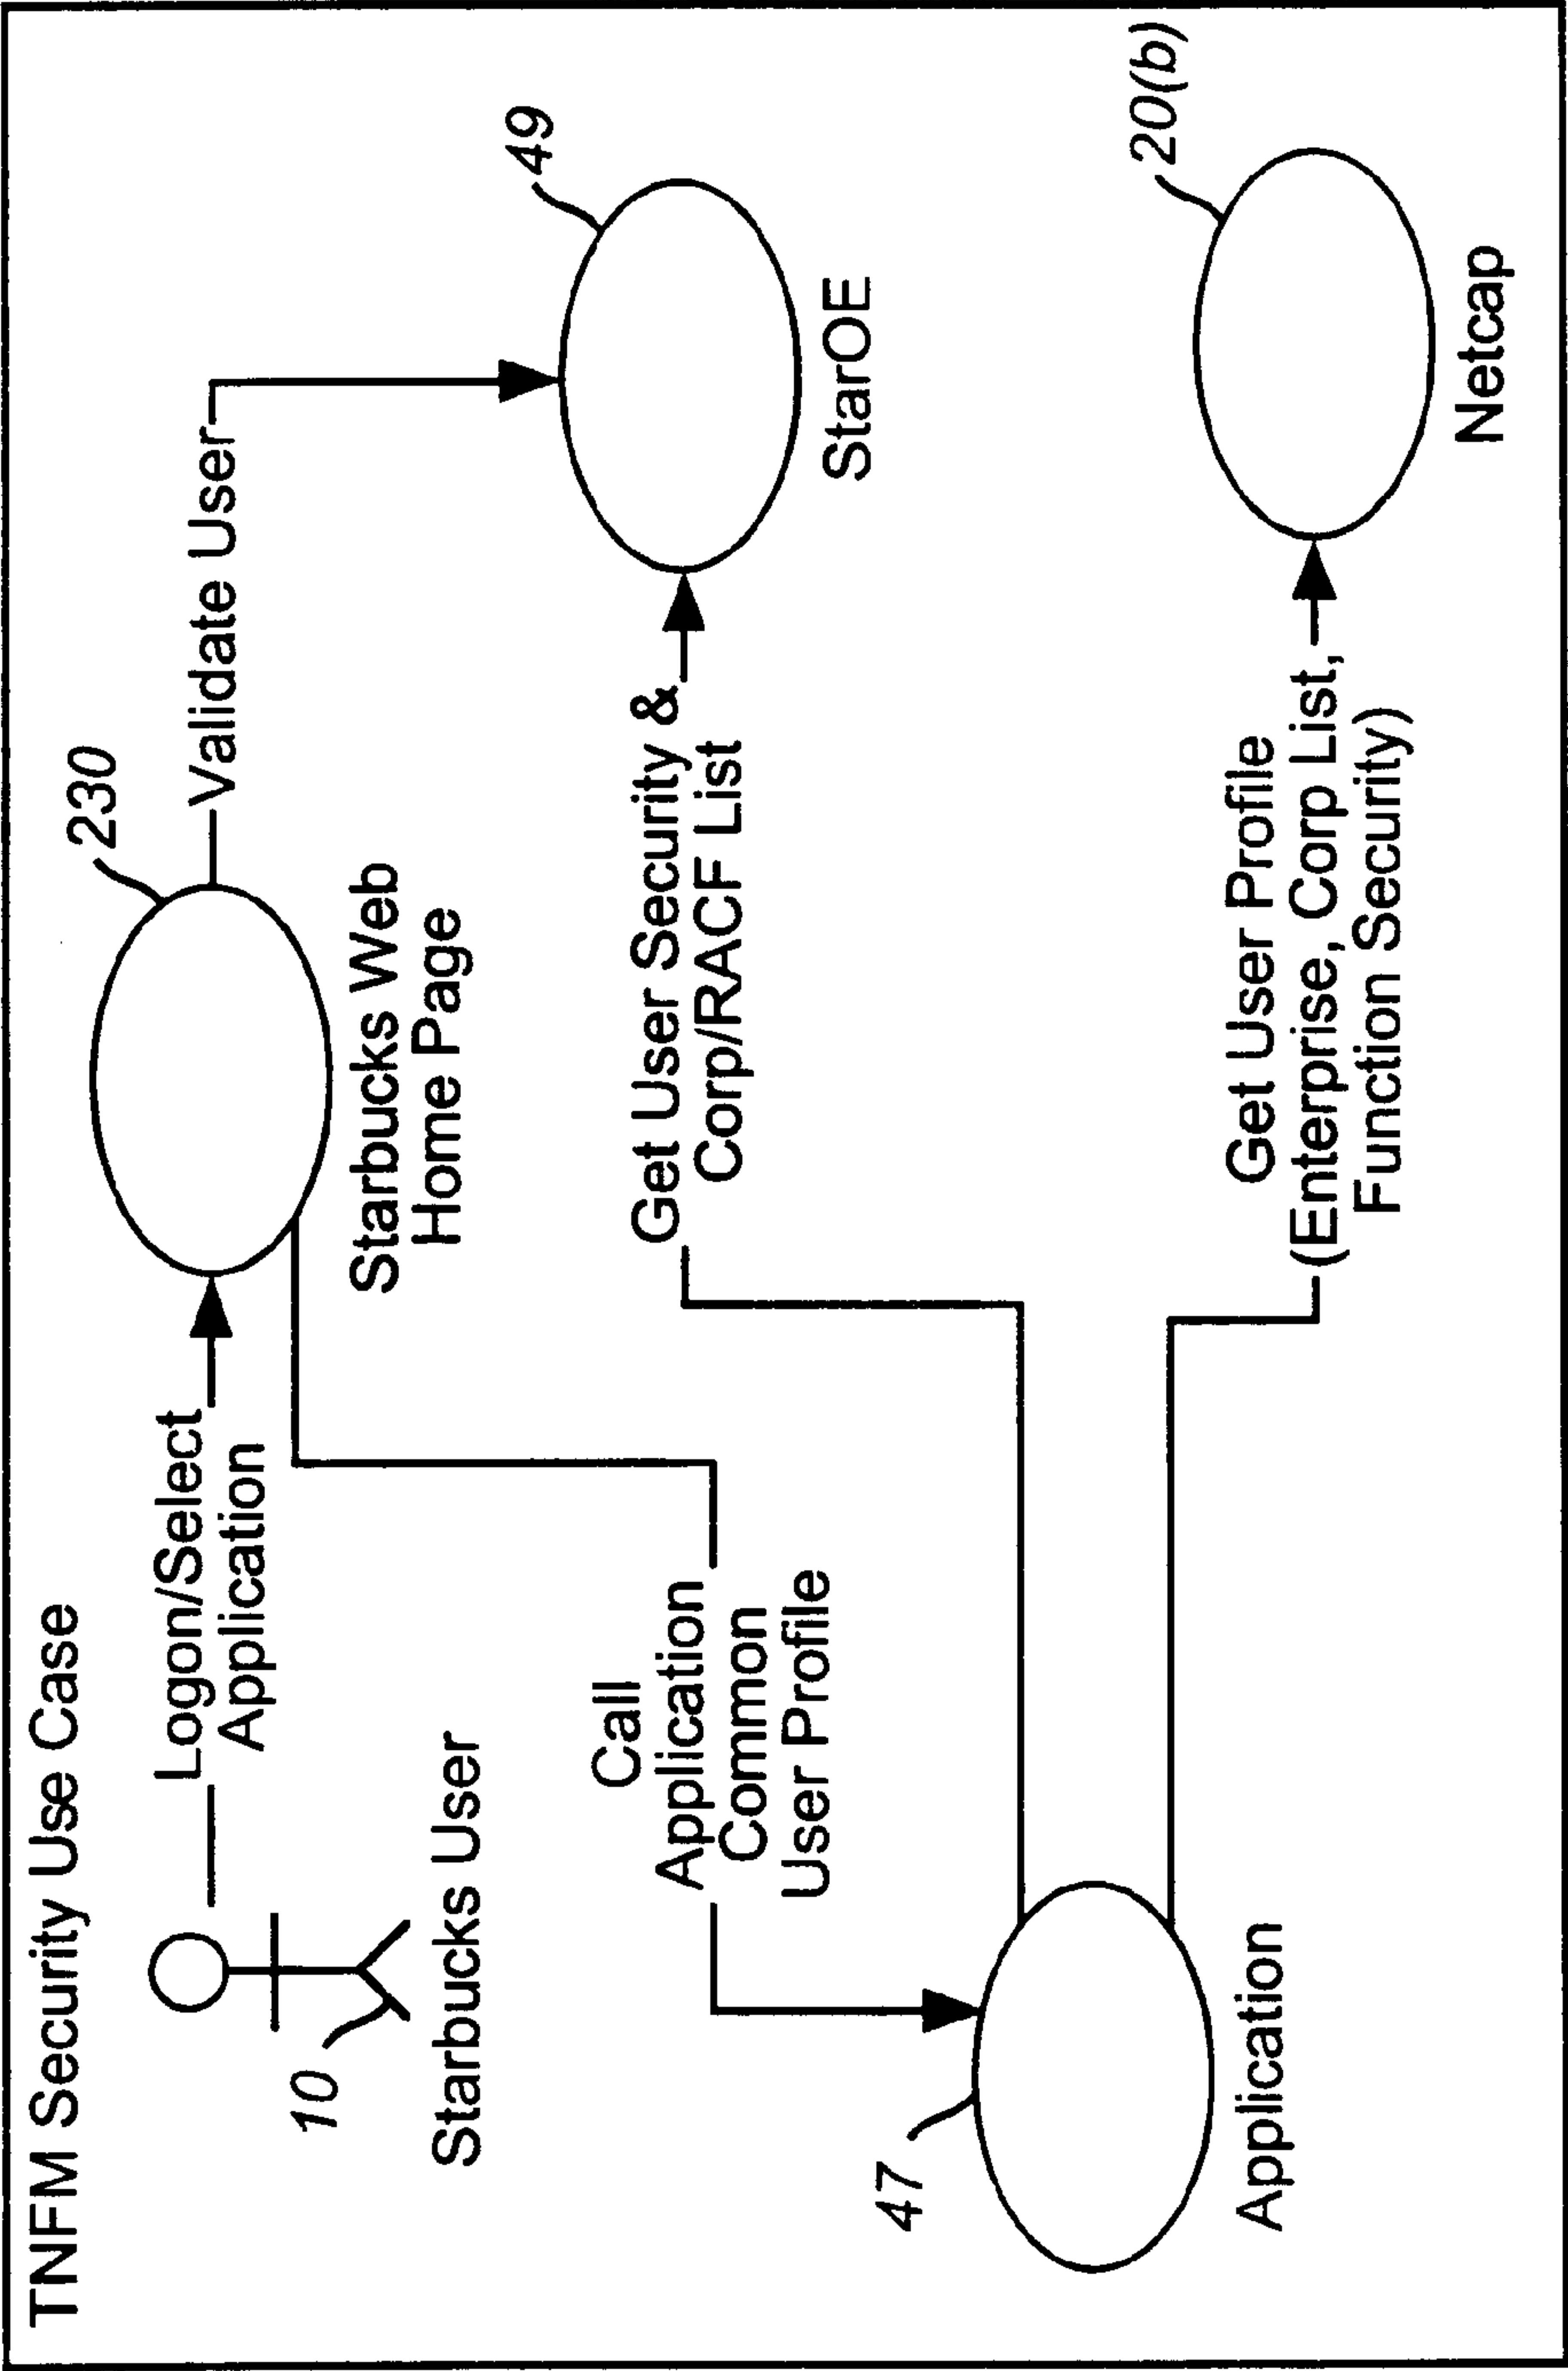 TNFM Security Use Case
Logon/Select
Application
230
Validate User
10
Starbucks User
Starbucks Web
Home Page
49
StarOE
Call
Application
Common
User Profile
Get User Security &
Corp/RACF List
47
Application
Get User Profile
(Enterprise, Corp List,
Function Security)
20(b)
Netcap